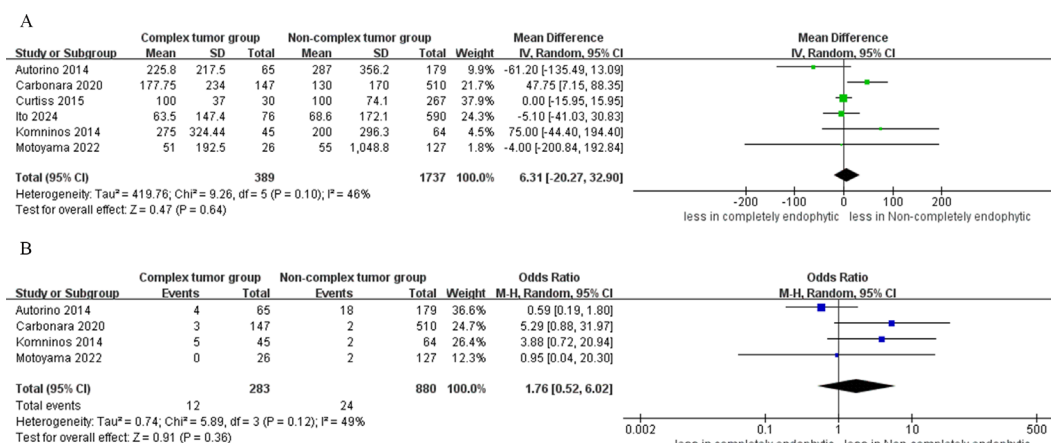 A
Complex tumor group Non-complex tumor group Mean Difference Mean Difference
Study or Subgroup Mean SD Total Mean SD Total Weight IV, Random, 95% CI IV, Random, 95% CI
Autorino 2014 225.8 217.5 65 287 356.2 179 9.9% -61.20 [-135.49, 13.09]
Carbonara 2020 177.75 234 147 130 170 510 21.7% 47.75 [7.15, 88.35]
Curtiss 2015 100 37 30 100 74.1 267 37.9% 0.00 [-15.95, 15.95]
Ito 2024 63.5 147.4 76 68.6 172.1 590 24.3% -5.10 [-41.03, 30.83]
Komninos 2014 275 324.44 45 200 296.3 64 4.5% 75.00 [-44.40, 194.40]
Motoyama 2022 51 192.5 26 55 1,048.8 127 1.8% -4.00 [-200.84, 192.84]
Total (95% CI) 389 1737 100.0% 6.31 [-20.27, 32.90]
Heterogeneity: Tau² = 419.76; Chi² = 9.26, df = 5 (P = 0.10); I² = 46%
Test for overall effect: Z = 0.47 (P = 0.64)
-200 -100 0 100 200
less in completely endophytic less in Non-completely endophytic
B
Complex tumor group Non-complex tumor group Odds Ratio Odds Ratio
Study or Subgroup Events Total Events Total Weight M-H, Random, 95% CI M-H, Random, 95% CI
Autorino 2014 4 65 18 179 36.6% 0.59 [0.19, 1.80]
Carbonara 2020 3 147 2 510 24.7% 5.29 [0.88, 31.97]
Komninos 2014 5 45 2 64 26.4% 3.88 [0.72, 20.94]
Motoyama 2022 0 26 2 127 12.3% 0.95 [0.04, 20.30]
Total (95% CI) 283 880 100.0% 1.76 [0.52, 6.02]
Total events 12 24
Heterogeneity: Tau² = 0.74; Chi² = 5.89, df = 3 (P = 0.12); I² = 49%
Test for overall effect: Z = 0.91 (P = 0.36)
0.002 0.1 1 10 500
less in completely endophytic less in Non-completely endophytic